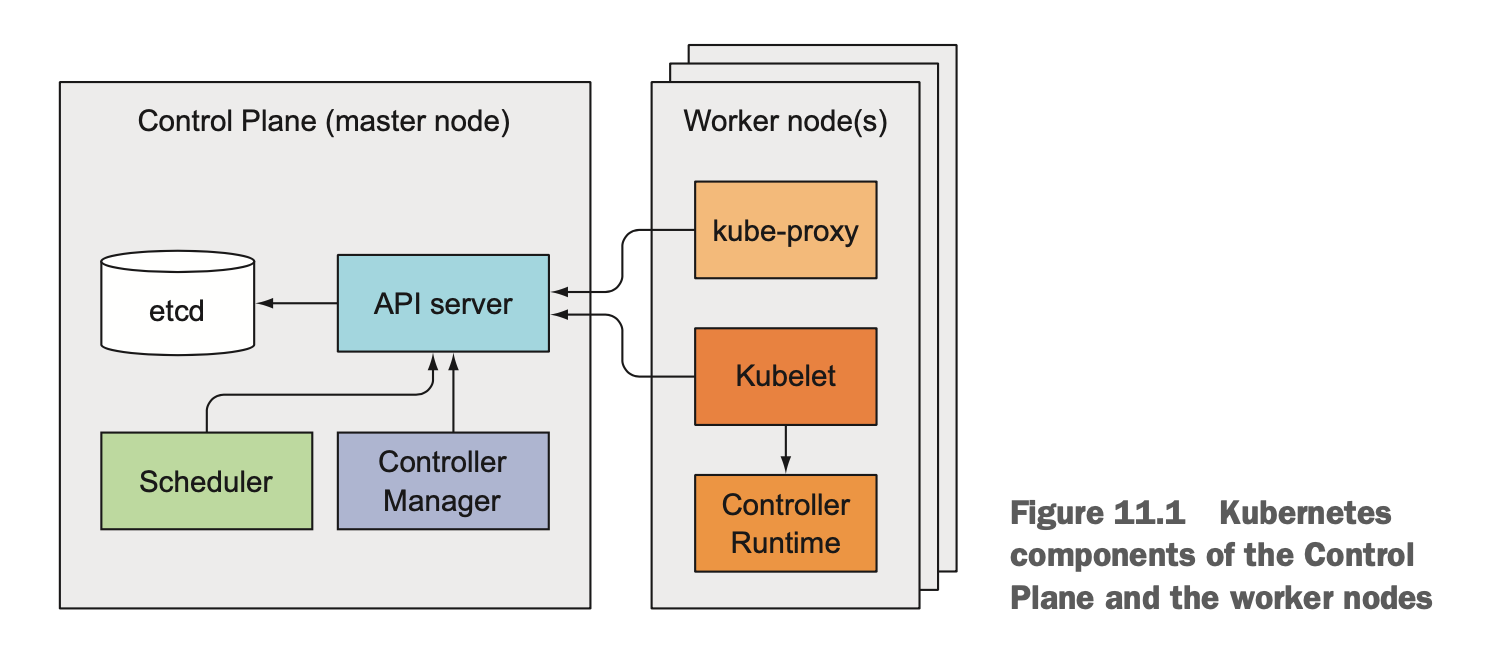 Control Plane (master node)
Worker node(s)
kube-proxy
etcd
API server
Kubelet
Scheduler
Controller
Manager
Controller
Runtime
Figure 11.1 Kubernetes
components of the Control
Plane and the worker nodes